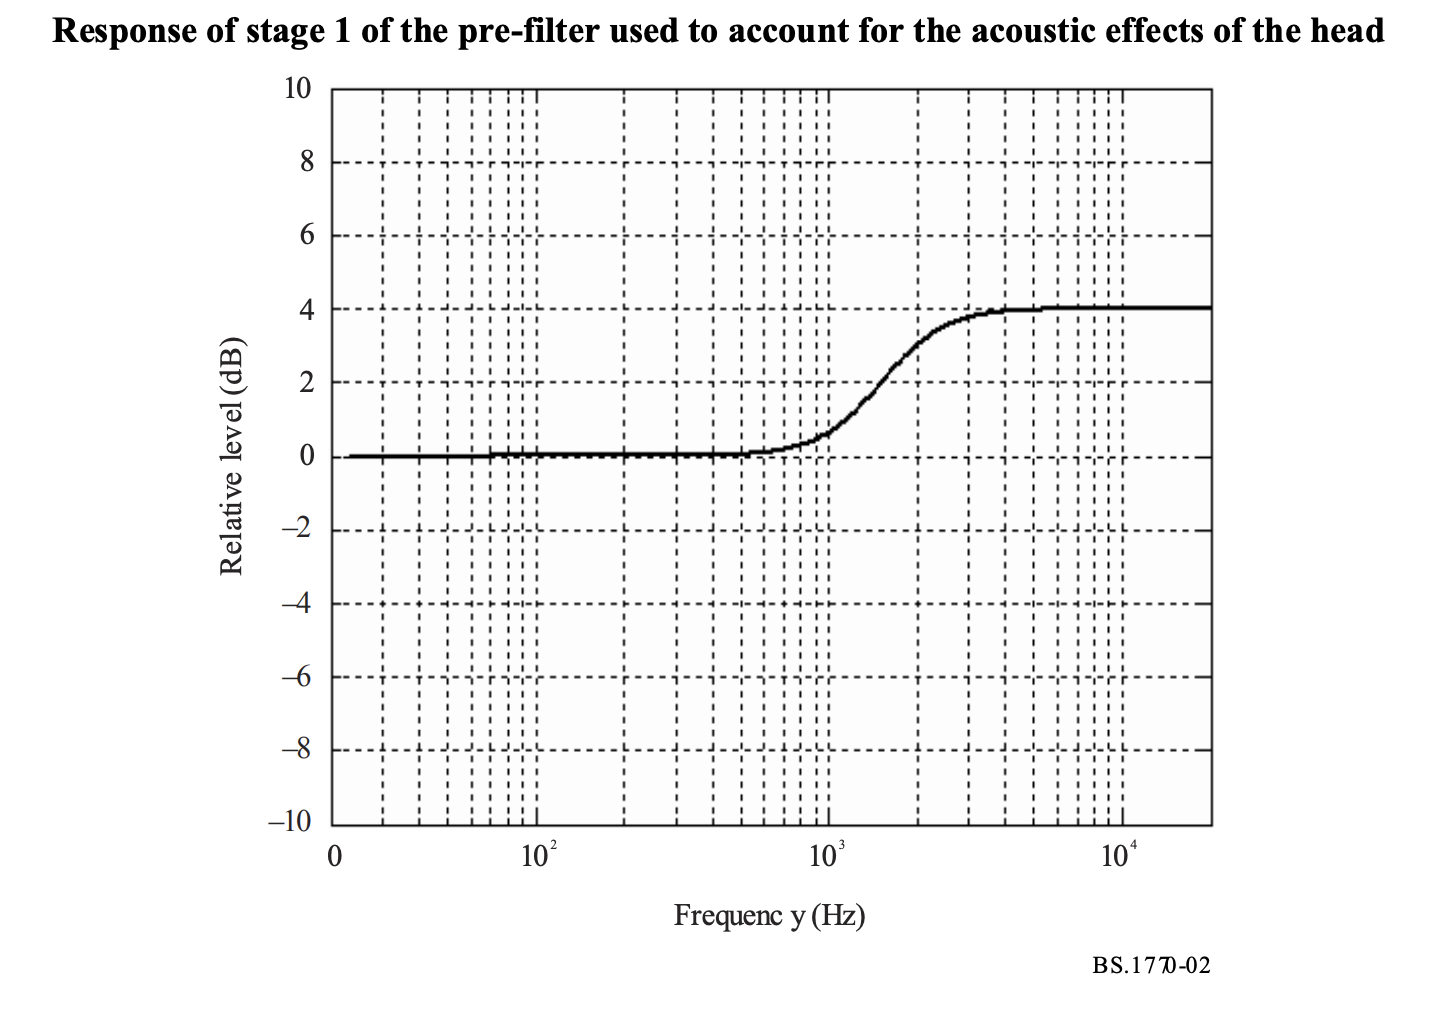 Response of stage 1 of the pre-filter used to account for the acoustic effects of the head
10
8
6
4
2
0
–2
–4
–6
–8
–10
Relative level (dB)
0 10² 10³ 10⁴
Frequenc y (Hz)
BS.1770-02